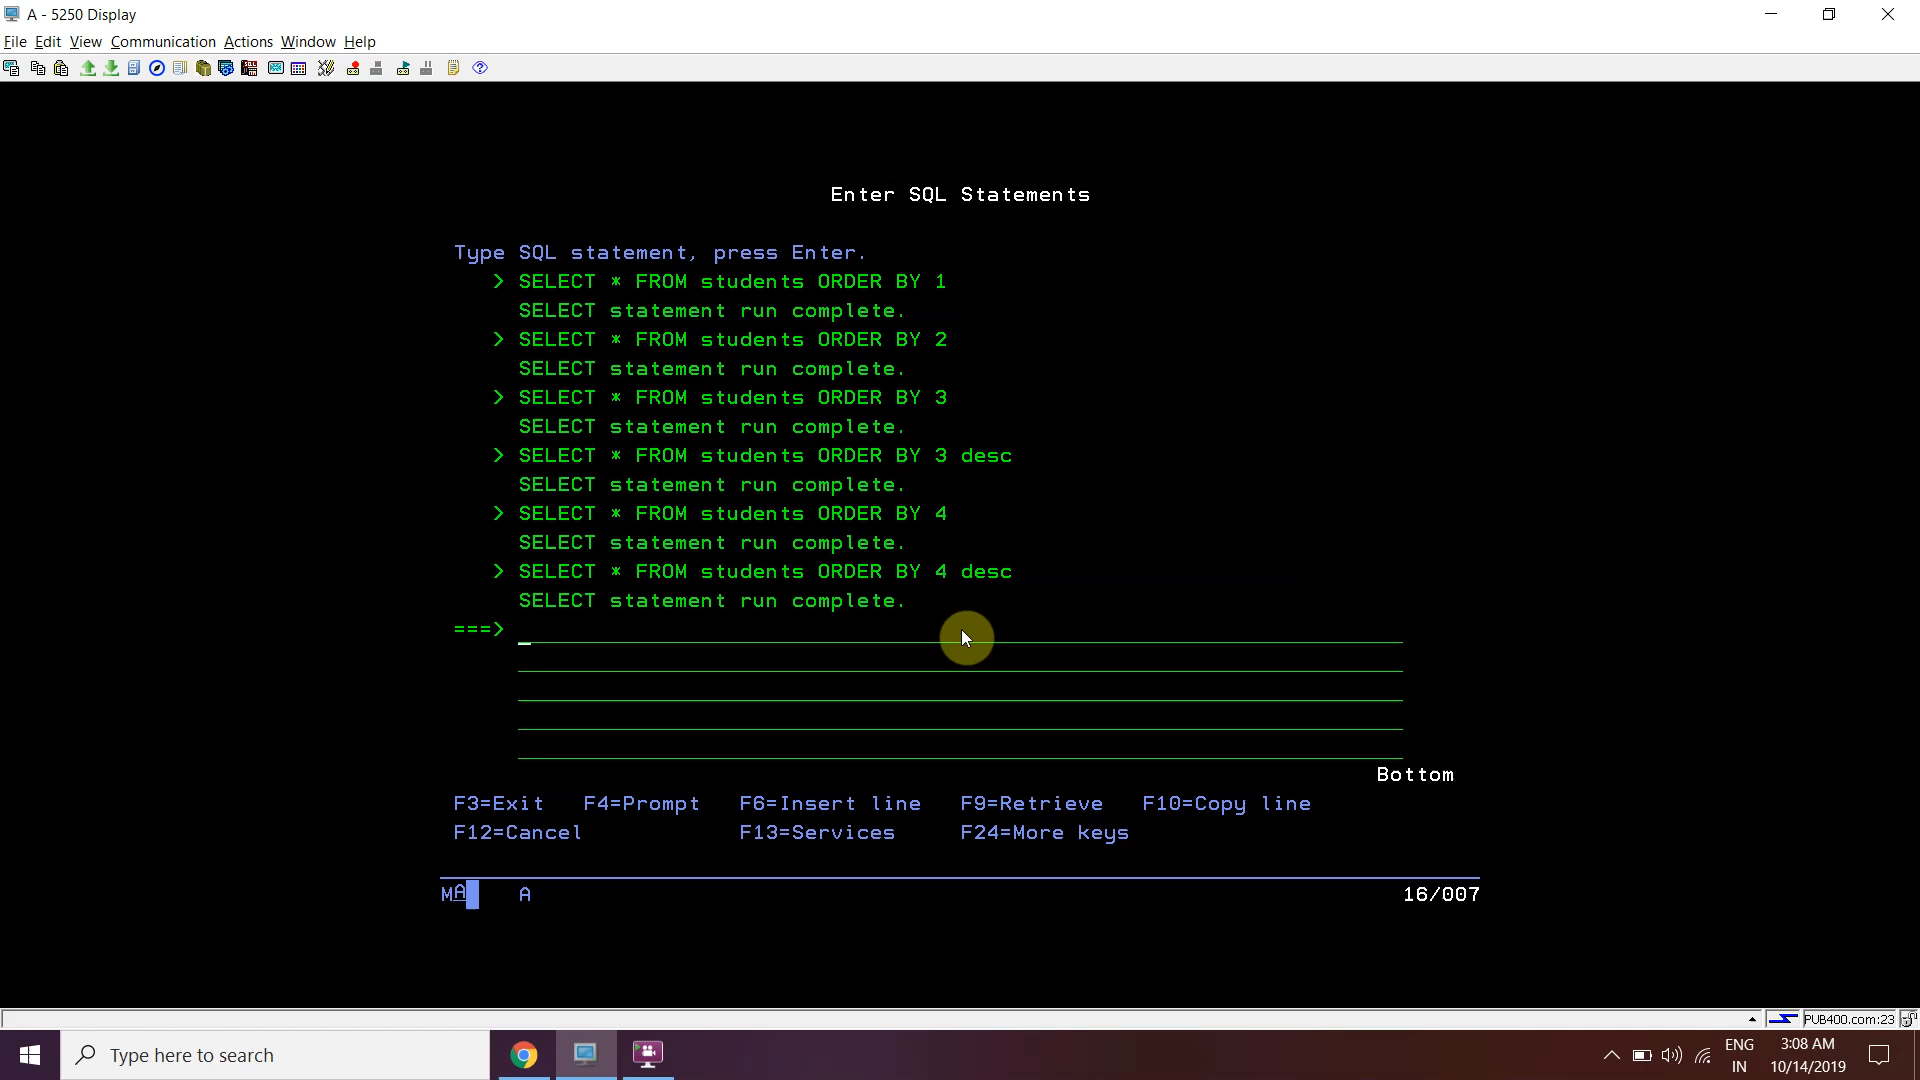 A - 5250 Display
File Edit View Communication Actions Window Help
Enter SQL Statements
Type SQL statement, press Enter.
> SELECT * FROM students ORDER BY 1
SELECT statement run complete.
> SELECT * FROM students ORDER BY 2
SELECT statement run complete.
> SELECT * FROM students ORDER BY 3
SELECT statement run complete.
> SELECT * FROM students ORDER BY 3 desc
SELECT statement run complete.
> SELECT * FROM students ORDER BY 4
SELECT statement run complete.
> SELECT * FROM students ORDER BY 4 desc
SELECT statement run complete.
===>
Bottom
F3=Exit F4=Prompt F6=Insert line F9=Retrieve F10=Copy line
F12=Cancel F13=Services F24=More keys
MA A 16/007
PUB400.com:23
Type here to search
ENG 3:08 AM
IN 10/14/2019